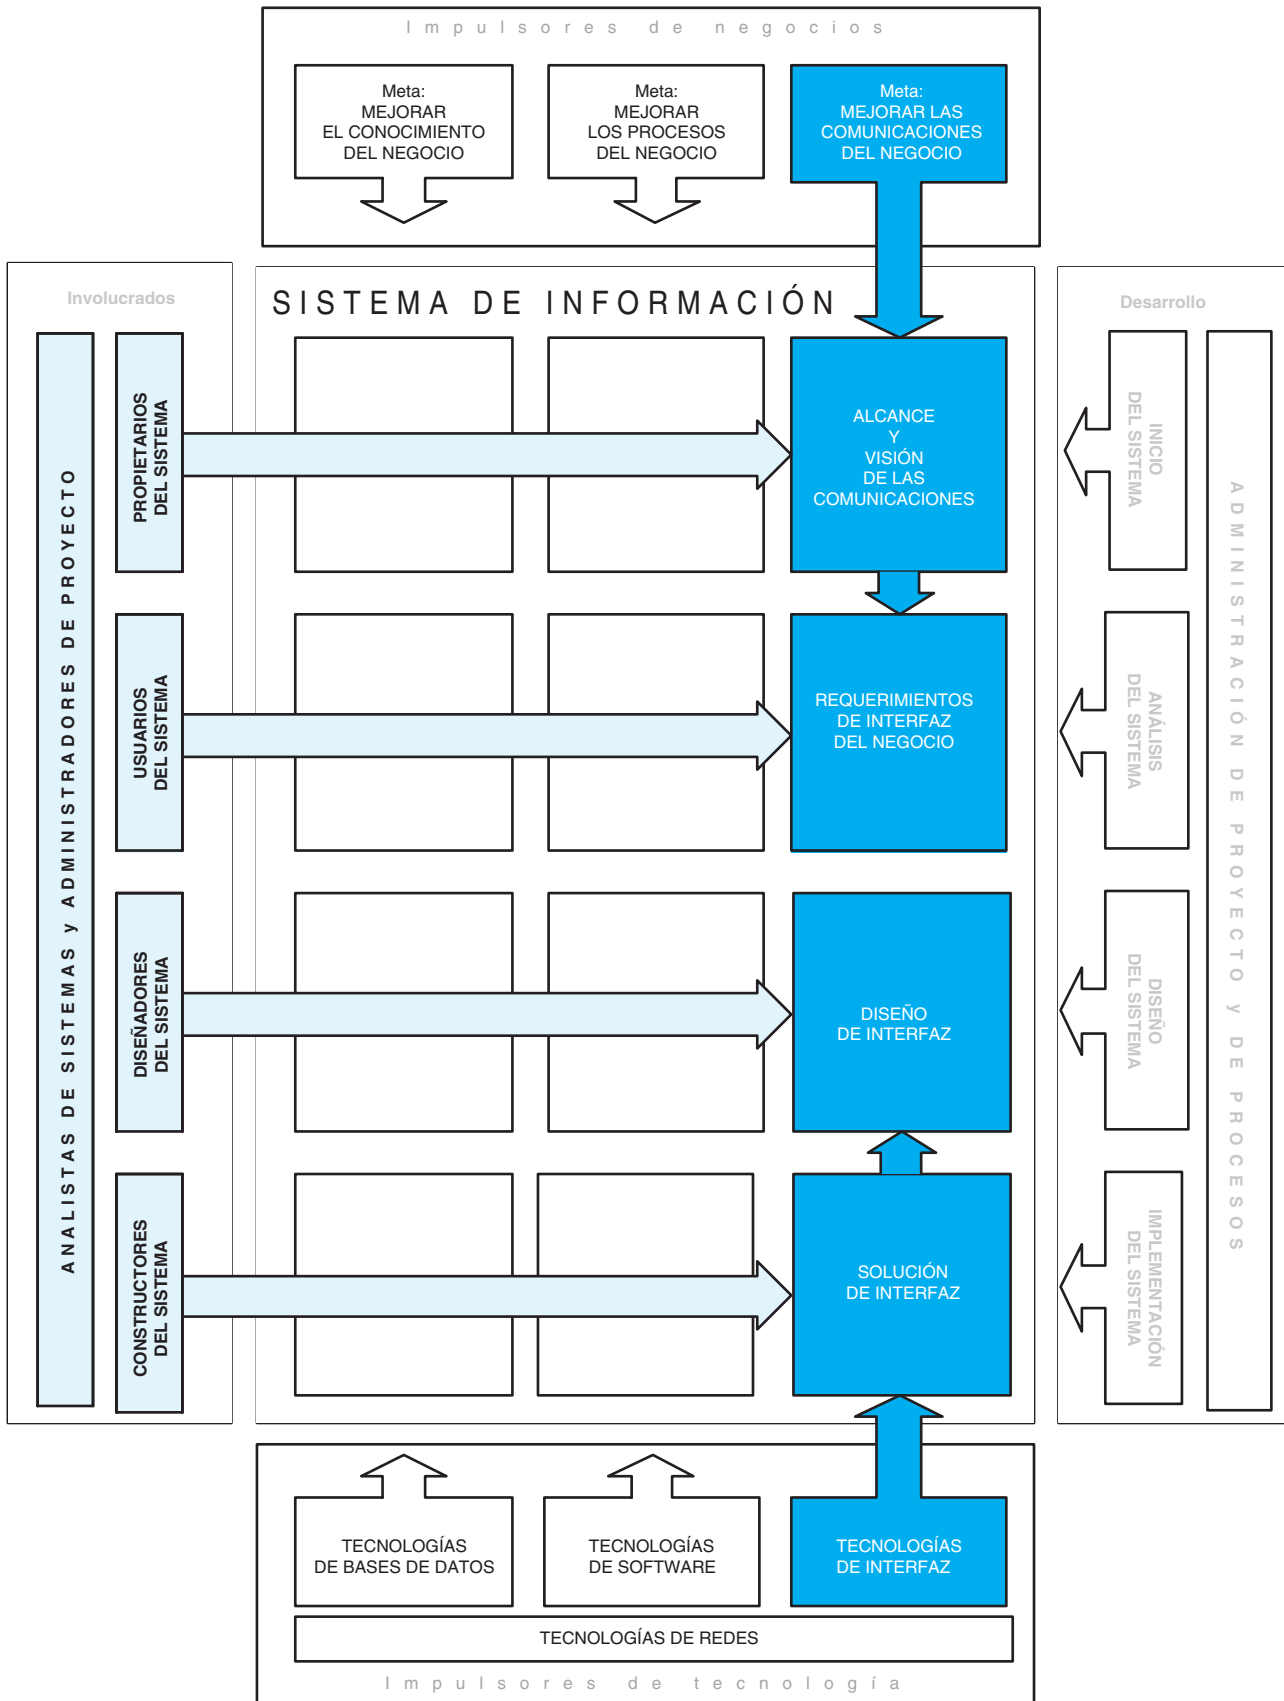 Impulsores de negocios
Meta:
MEJORAR
EL CONOCIMIENTO
DEL NEGOCIO
Meta:
MEJORAR
LOS PROCESOS
DEL NEGOCIO
Meta:
MEJORAR LAS
COMUNICACIONES
DEL NEGOCIO
Involucrados
SISTEMA DE INFORMACIÓN
Desarrollo
ANALISTAS DE SISTEMAS y ADMINISTRADORES DE PROYECTO
PROPIETARIOS
DEL SISTEMA
ALCANCE
Y
VISIÓN
DE LAS
COMUNICACIONES
INICIO
DEL SISTEMA
ADMINISTRACIÓN DE PROYECTO y DE PROCESOS
USUARIOS
DEL SISTEMA
REQUERIMIENTOS
DE INTERFAZ
DEL NEGOCIO
ANÁLISIS
DEL SISTEMA
DISEÑADORES
DEL SISTEMA
DISEÑO
DE INTERFAZ
DISEÑO
DEL SISTEMA
CONSTRUCTORES
DEL SISTEMA
SOLUCIÓN
DE INTERFAZ
IMPLEMENTACIÓN
DEL SISTEMA
TECNOLOGÍAS
DE BASES DE DATOS
TECNOLOGÍAS
DE SOFTWARE
TECNOLOGÍAS
DE INTERFAZ
TECNOLOGÍAS DE REDES
Impulsores de tecnología